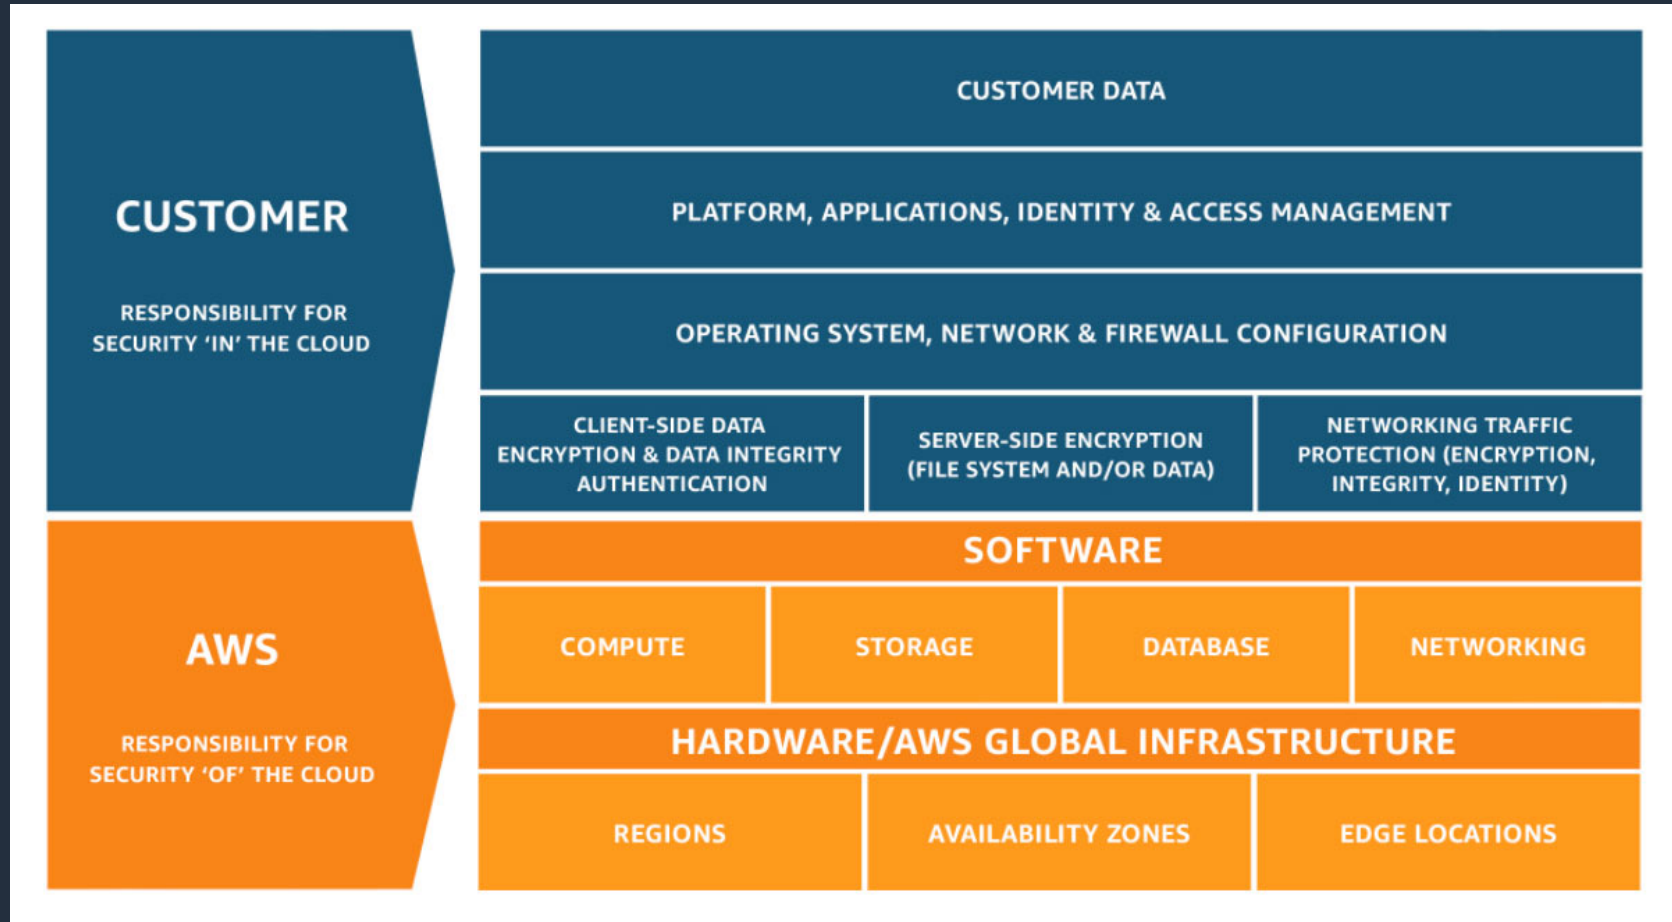 CUSTOMER
RESPONSIBILITY FOR
SECURITY ‘IN’ THE CLOUD
CUSTOMER DATA
PLATFORM, APPLICATIONS, IDENTITY & ACCESS MANAGEMENT
OPERATING SYSTEM, NETWORK & FIREWALL CONFIGURATION
CLIENT-SIDE DATA
ENCRYPTION & DATA INTEGRITY
AUTHENTICATION
SERVER-SIDE ENCRYPTION
(FILE SYSTEM AND/OR DATA)
NETWORKING TRAFFIC
PROTECTION (ENCRYPTION,
INTEGRITY, IDENTITY)
AWS
RESPONSIBILITY FOR
SECURITY ‘OF’ THE CLOUD
SOFTWARE
COMPUTE
STORAGE
DATABASE
NETWORKING
HARDWARE/AWS GLOBAL INFRASTRUCTURE
REGIONS
AVAILABILITY ZONES
EDGE LOCATIONS